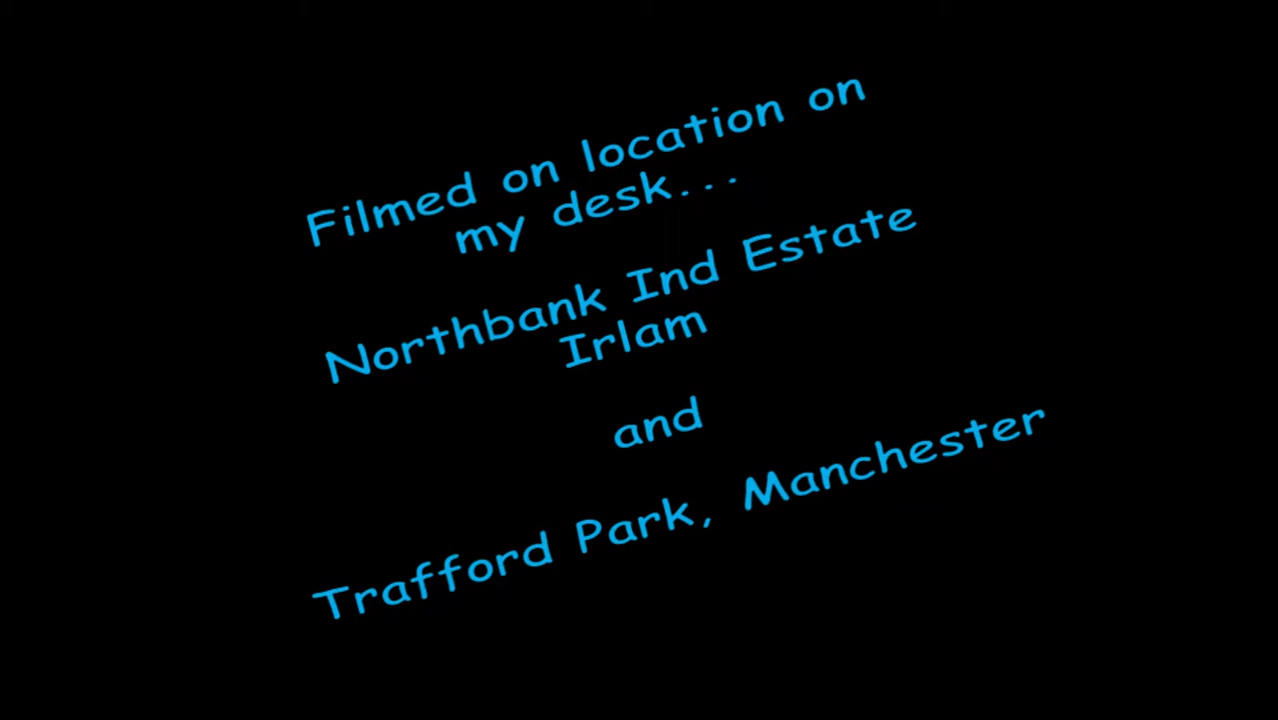 Filmed on location on
my desk...
Northbank Ind Estate
Irlam
and
Trafford Park, Manchester